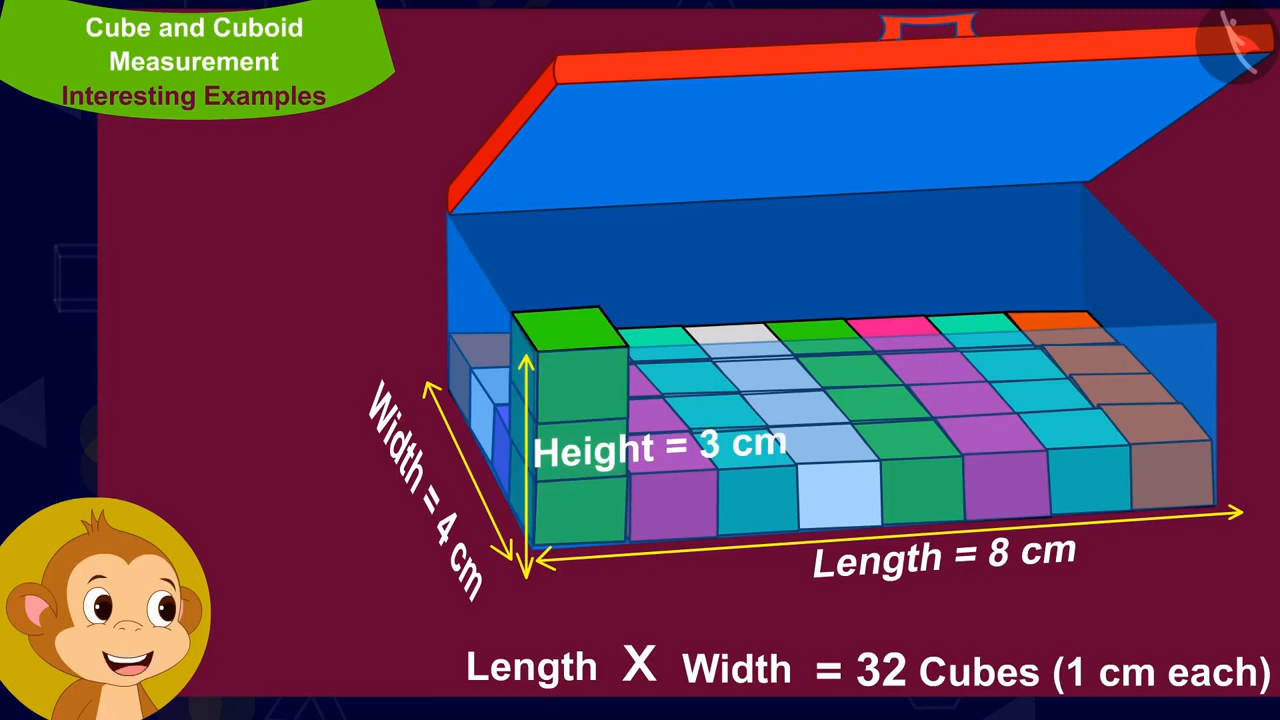 Cube and Cuboid
Measurement
Interesting Examples
Height = 3 cm
Width = 4 cm
Length = 8 cm
Length X Width = 32 Cubes (1 cm each)